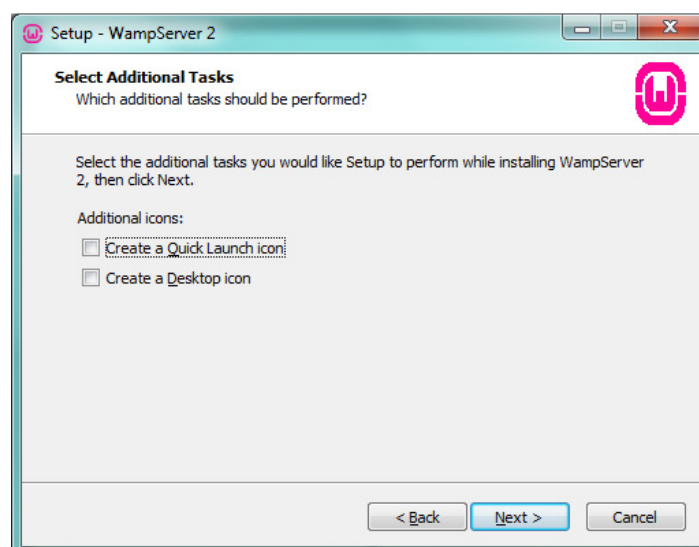 Setup - WampServer 2
Select Additional Tasks
Which additional tasks should be performed?
Select the additional tasks you would like Setup to perform while installing WampServer
2, then click Next.
Additional icons:
Create a Quick Launch icon
Create a Desktop icon
< Back
Next >
Cancel